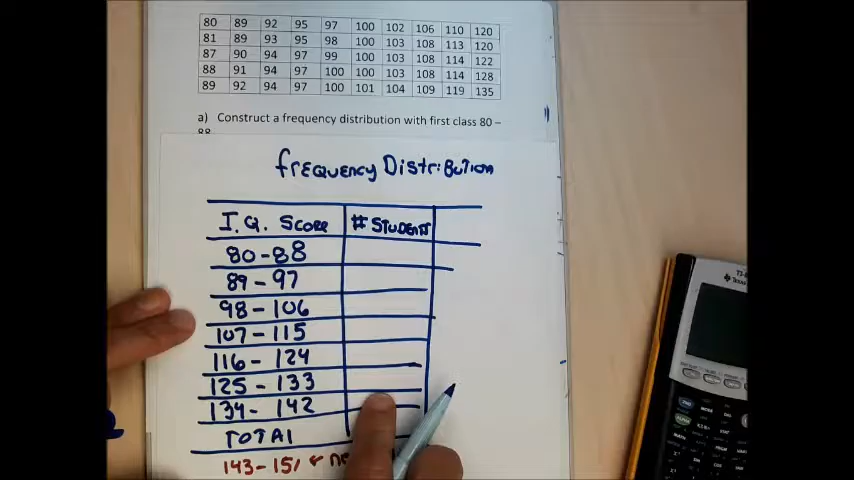 80 89 92 95 97 100 102 106 110 120
81 89 93 95 98 100 103 108 113 120
87 90 94 97 99 100 103 108 114 122
88 91 94 97 100 100 103 108 114 128
89 92 94 97 100 101 104 109 119 135
a) Construct a frequency distribution with first class 80 –
88
frequency Distribution
I.Q. Score # STUDENTS
80-88
89-97
98-106
107-115
116-124
125-133
134-142
TOTAl
143-151